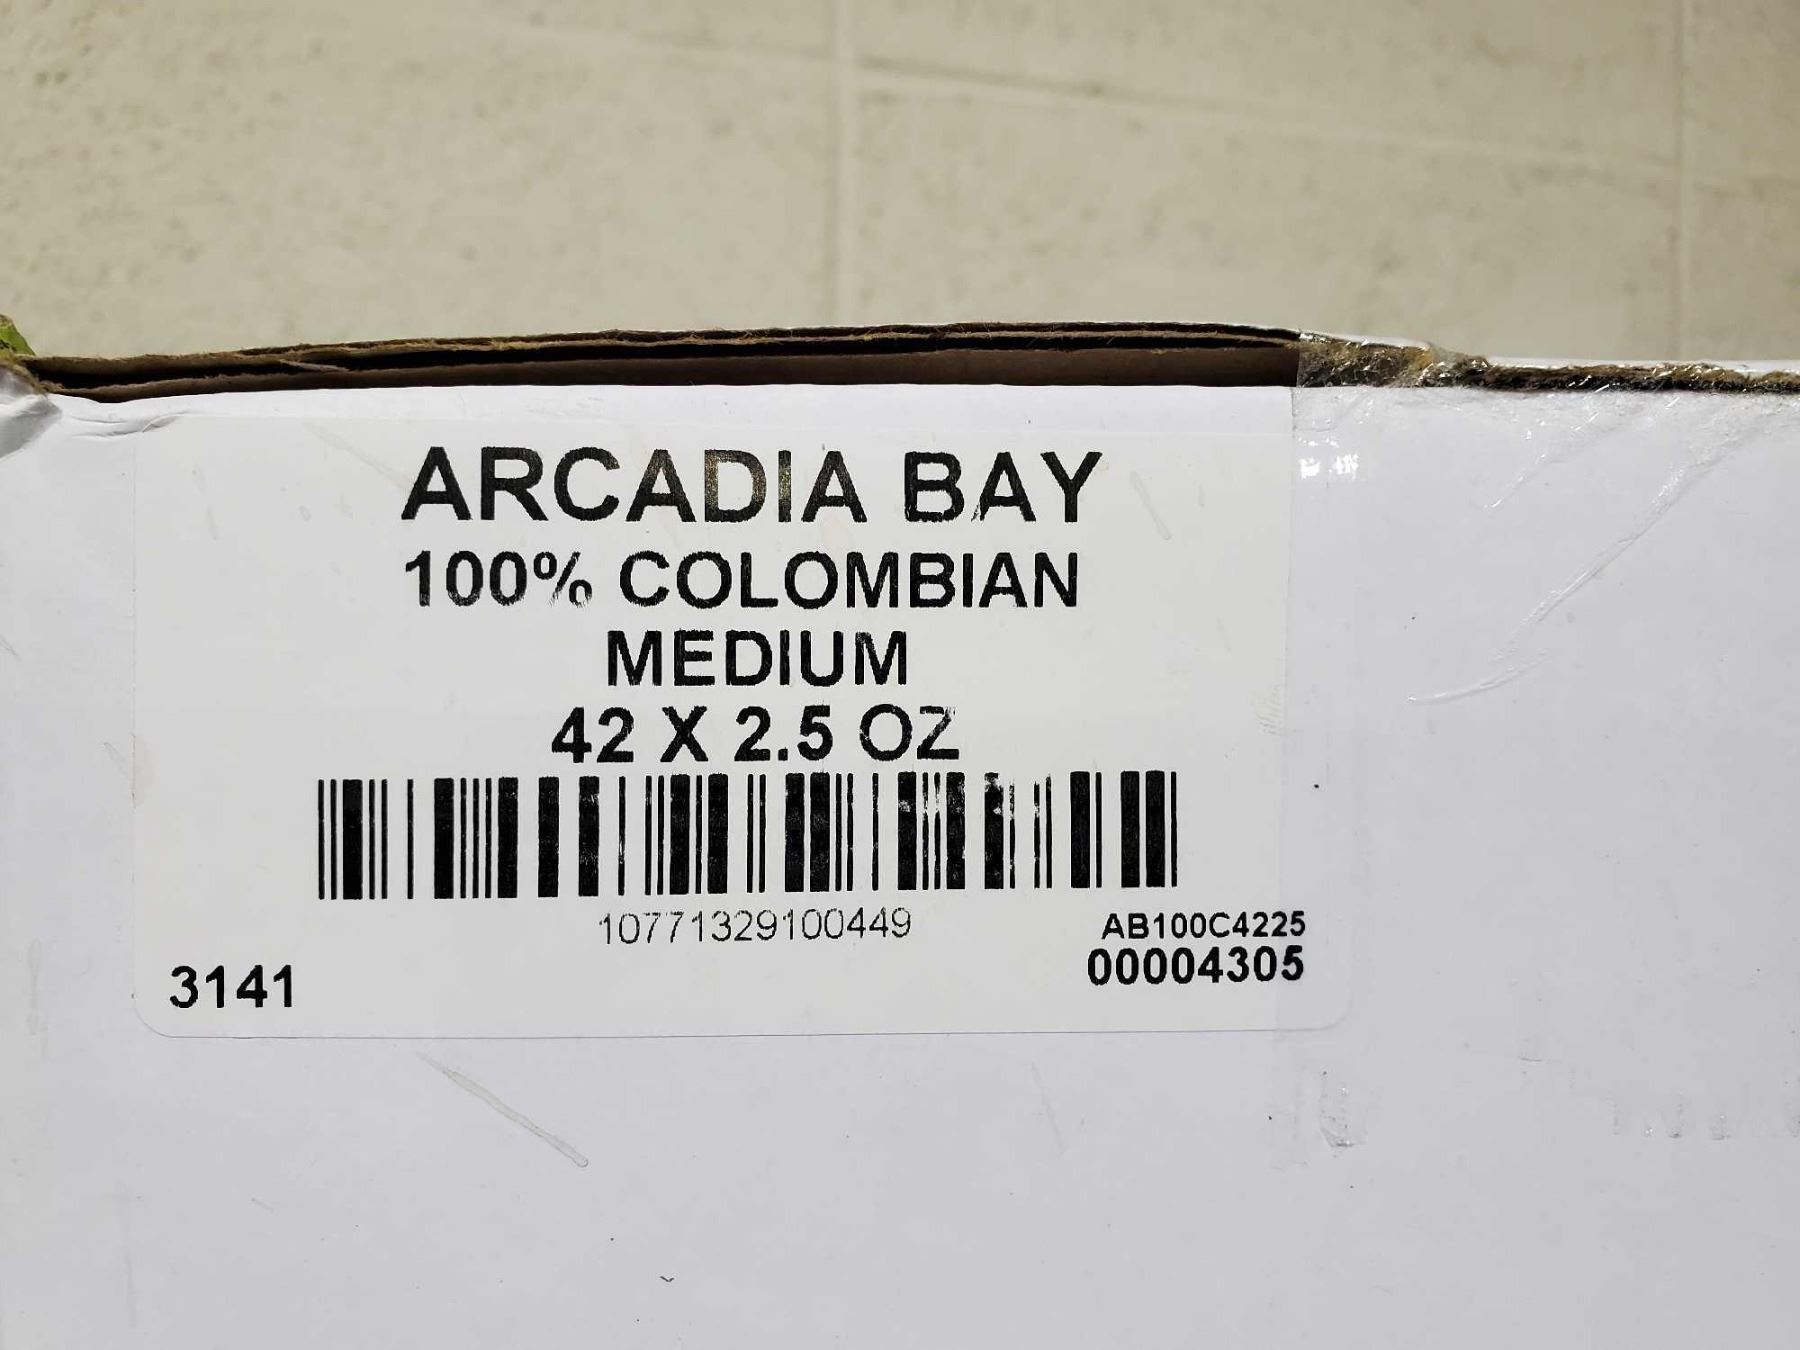 ARCADIA BAY
100% COLOMBIAN
MEDIUM
42 X 2.5 OZ
10771329100449
AB100C4225
00004305
3141